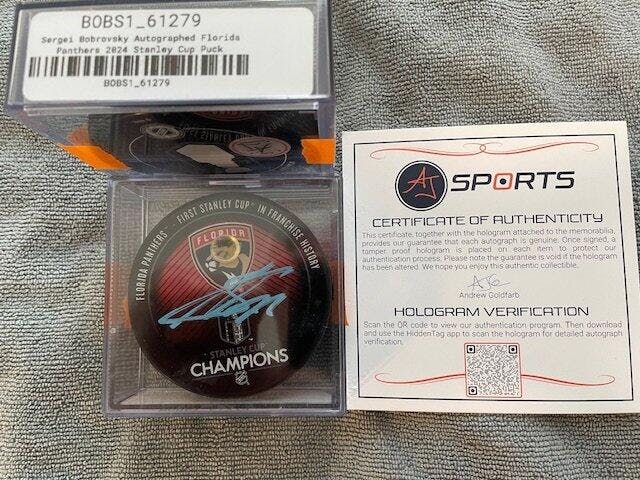 BOBS1_61279
Sergei Bobrovsky Autographed Florida
Panthers 2024 Stanley Cup Puck
BOBS1_61279
FLORIDA PANTHERS
FIRST STANLEY CUP™ IN FRANCHISE HISTORY
FLORIDA
STANLEY CUP
CHAMPIONS
NHL
AJ SPORTS
CERTIFICATE OF AUTHENTICITY
This certificate, together with the hologram attached to the memorabilia,
provides our guarantee that each autograph is genuine. Once signed, a
tamper proof hologram is placed on each item to protect our
authentication process. Please note the guarantee is void if the hologram
has been altered. We hope you enjoy this authentic collectible.
Andrew Goldfarb
HOLOGRAM VERIFICATION
Scan the QR code to view our authentication program. Then download
and use the HiddenTag app to scan the hologram for detailed autograph
verification.